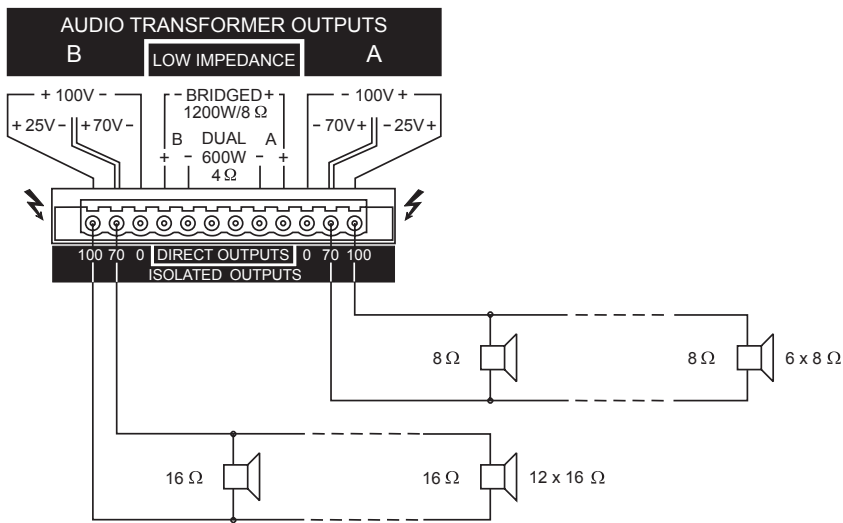 AUDIO TRANSFORMER OUTPUTS
B
LOW IMPEDANCE
A
+ 100V -
- BRIDGED +
1200W/8 Ω
- 100V +
+ 25V -
+ 70V -
B DUAL A
+ - 600W - +
4 Ω
- 70V +
- 25V +
100 70 0 DIRECT OUTPUTS 0 70 100
ISOLATED OUTPUTS
8 Ω
8 Ω
6 x 8 Ω
16 Ω
16 Ω
12 x 16 Ω